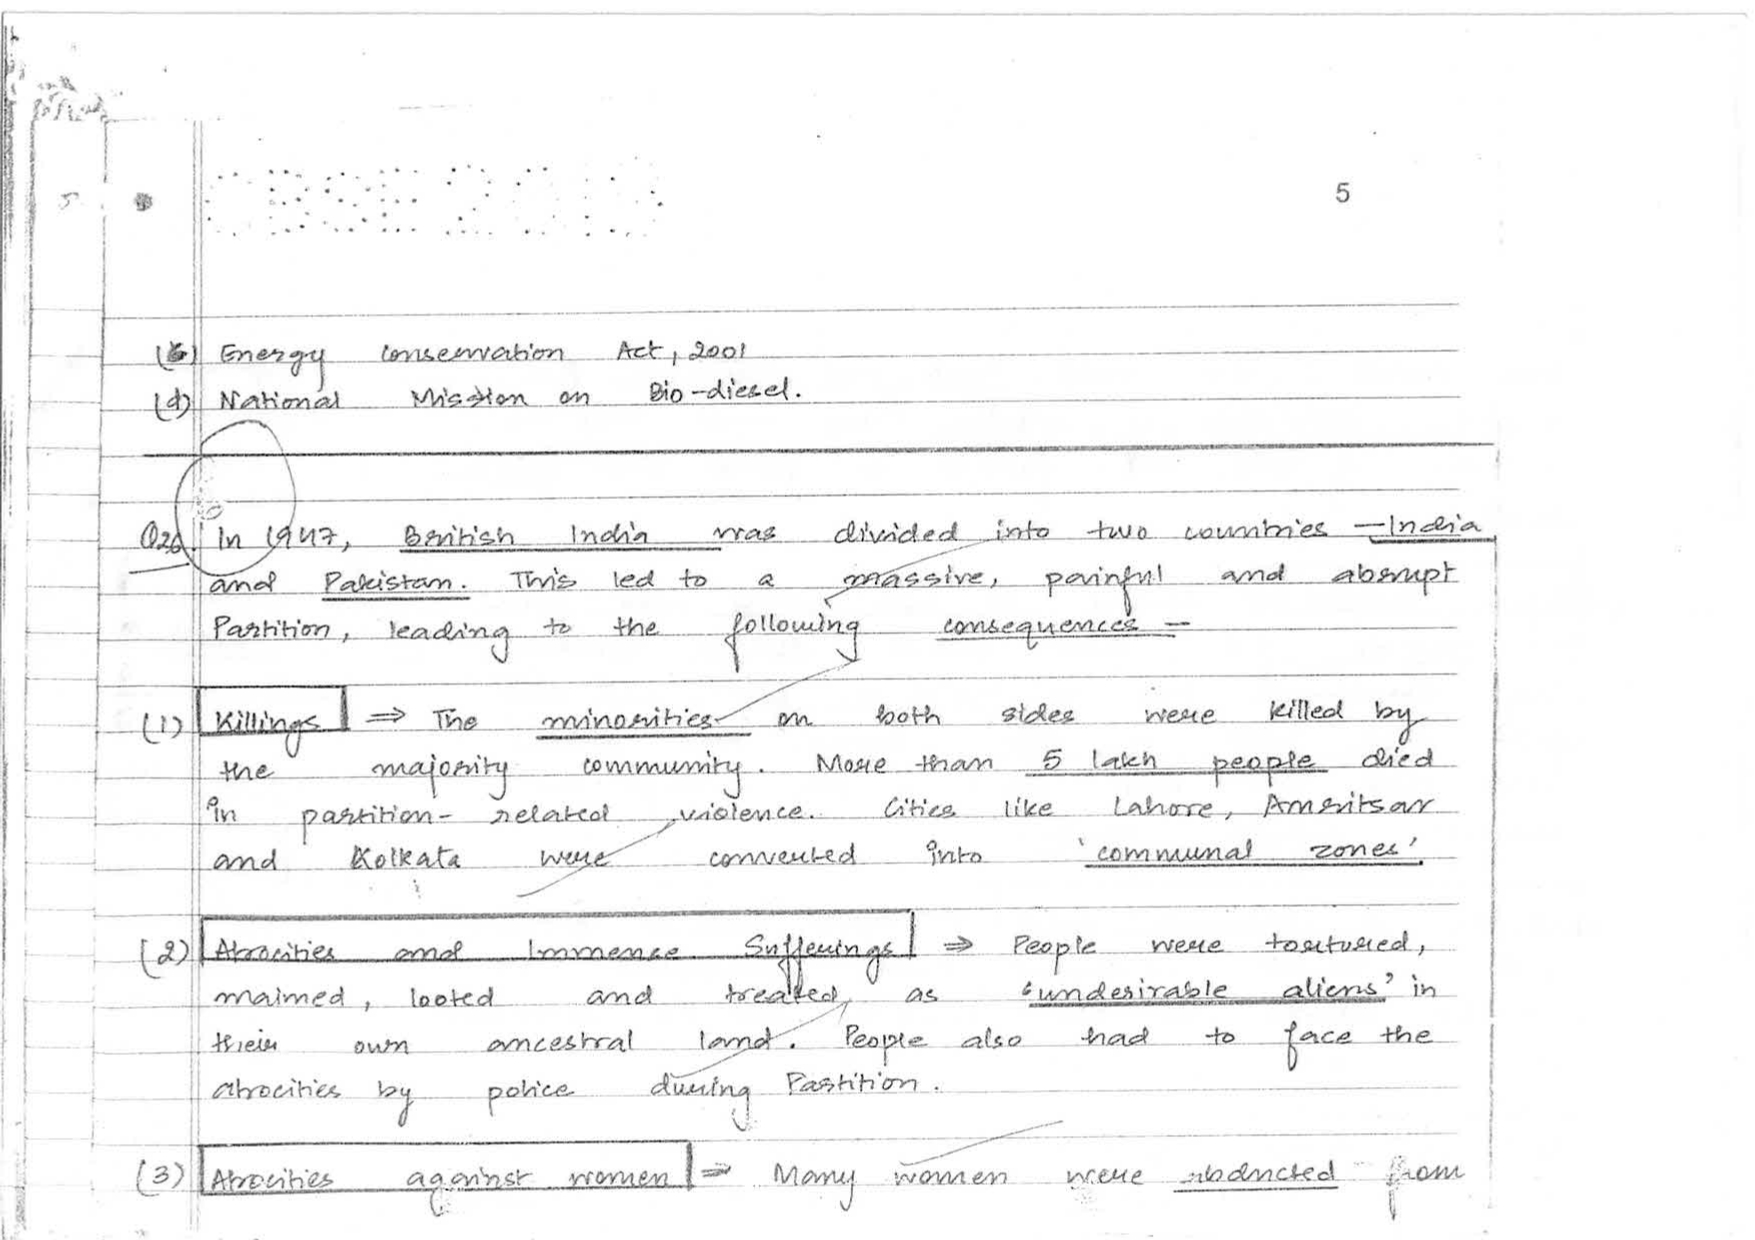 CBSE 2018
5
(c) Energy Conservation Act, 2001
(d) National Mission on Bio-diesel.
Q26. In 1947, British India was divided into two countries — India
and Pakistan. This led to a massive, painful and abrupt
Partition, leading to the following consequences —
(1) Killings ⇒ The minorities on both sides were killed by
the majority community. More than 5 lakh people died
in partition-related violence. Cities like Lahore, Amritsar
and Kolkata were converted into 'communal zones'.
(2) Atrocities and Immense Sufferings ⇒ People were tortured,
maimed, looted and treated as 'undesirable aliens' in
their own ancestral land. People also had to face the
atrocities by police during Partition.
(3) Atrocities against women ⇒ Many women were abducted from